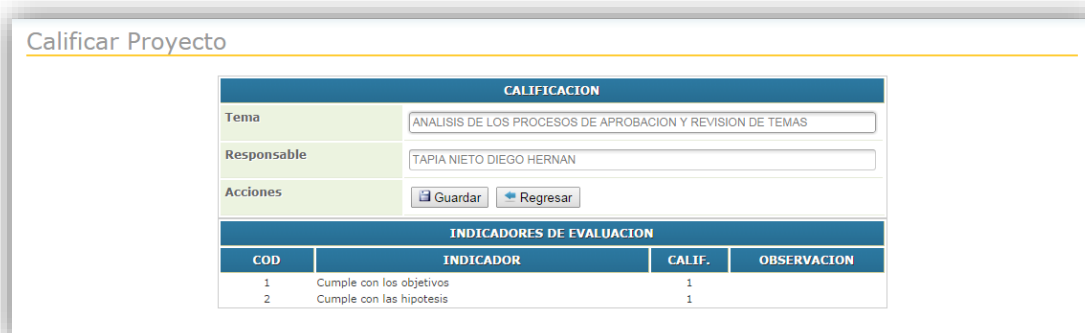 Calificar Proyecto
CALIFICACION
Tema ANALISIS DE LOS PROCESOS DE APROBACION Y REVISION DE TEMAS
Responsable TAPIA NIETO DIEGO HERNAN
Acciones Guardar Regresar
INDICADORES DE EVALUACION
COD INDICADOR CALIF. OBSERVACION
1 Cumple con los objetivos 1
2 Cumple con las hipotesis 1